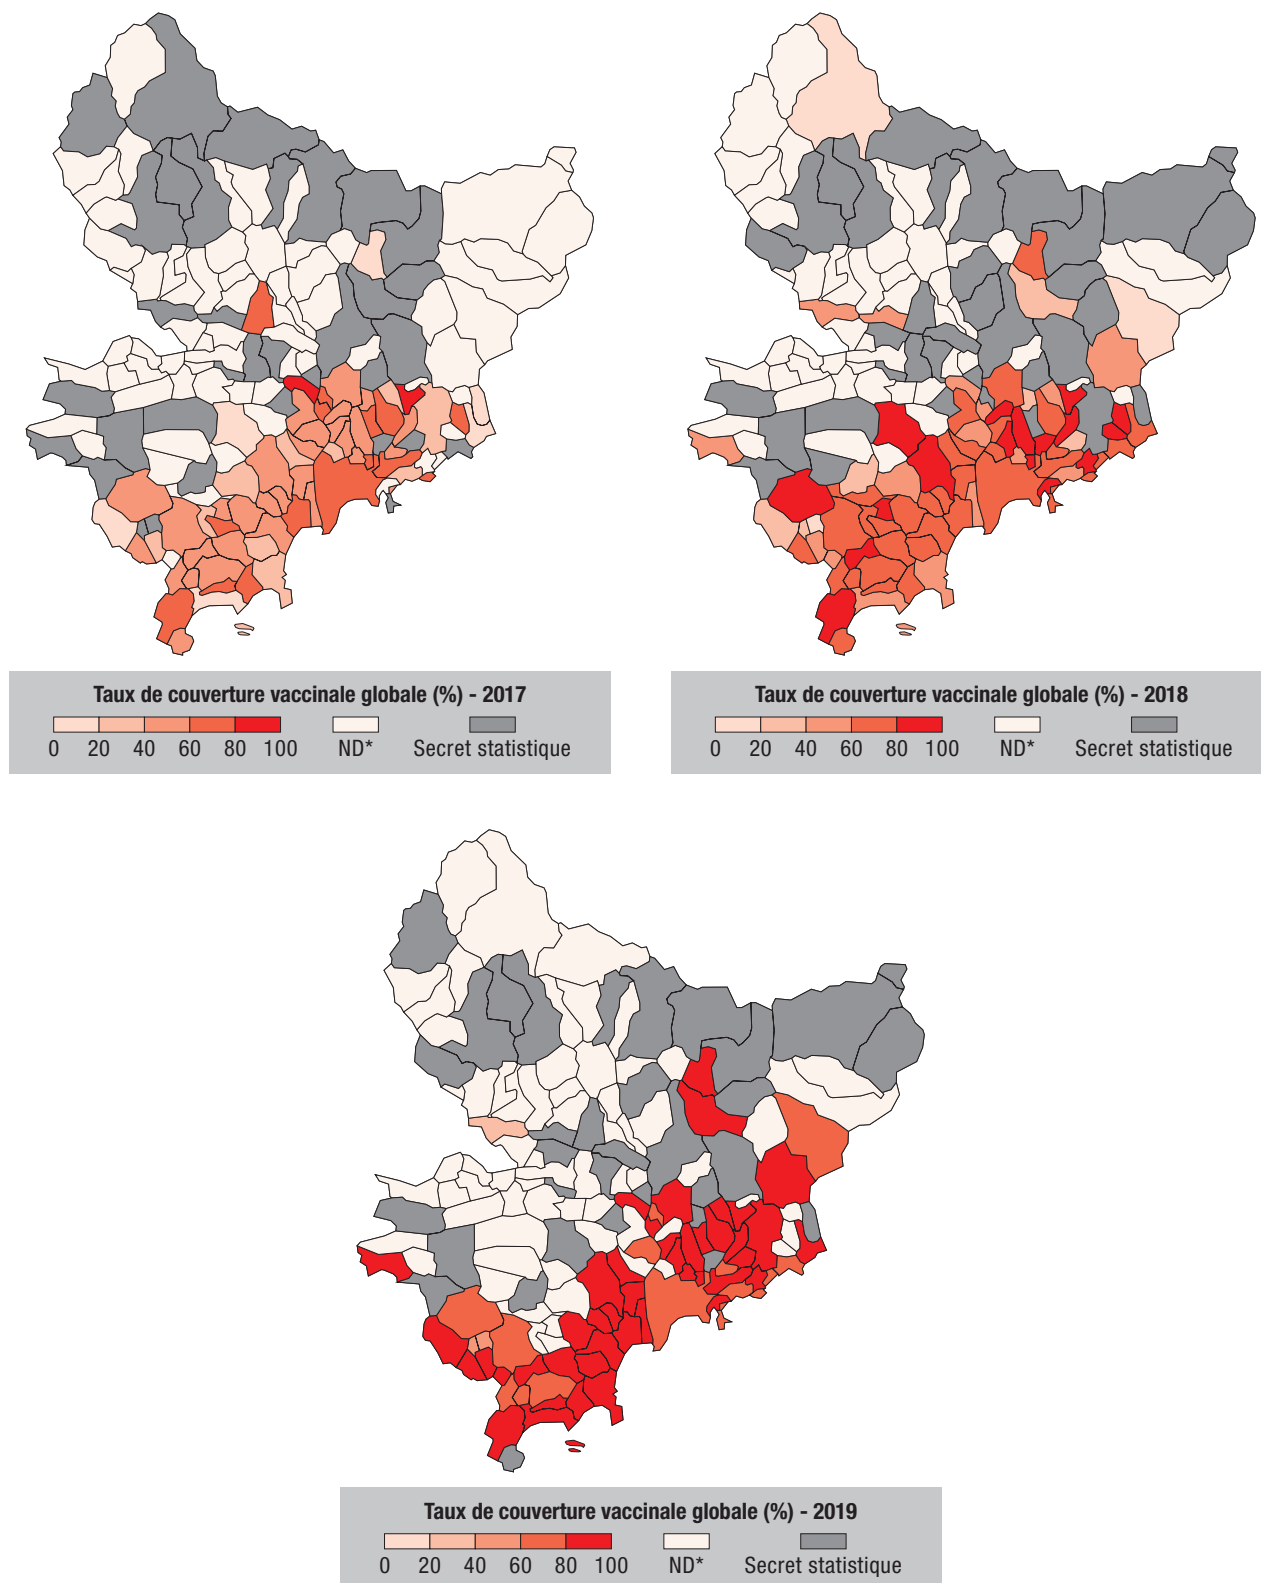 Taux de couverture vaccinale globale (%) - 2017
0 20 40 60 80 100 ND* Secret statistique
Taux de couverture vaccinale globale (%) - 2018
0 20 40 60 80 100 ND* Secret statistique
Taux de couverture vaccinale globale (%) - 2019
0 20 40 60 80 100 ND* Secret statistique